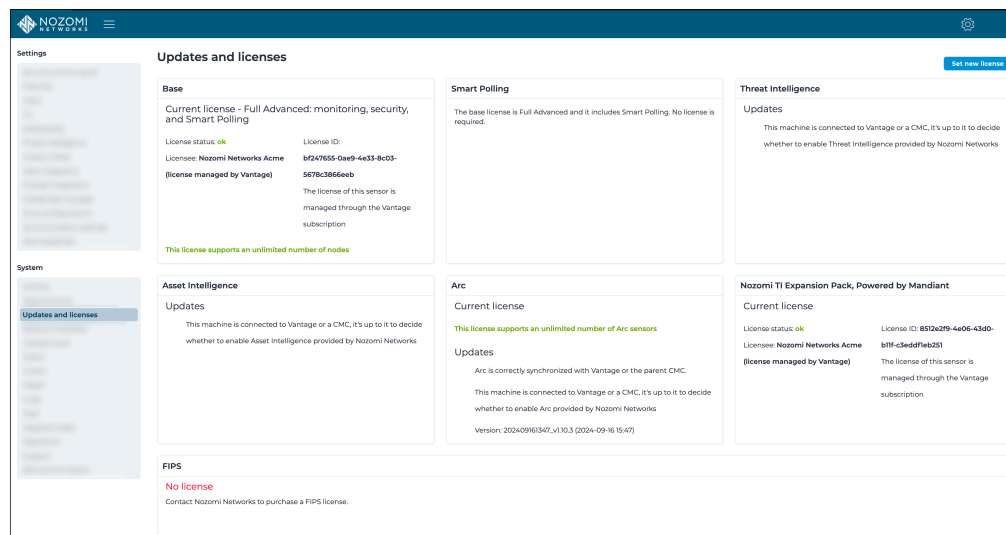 NOZOMI
NETWORKS
Settings
Updates and licenses
Set new license
Base
Current license - Full Advanced: monitoring, security,
and Smart Polling
License status: ok
Licensee: Nozomi Networks Acme
(license managed by Vantage)
License ID:
bf247655-0ae9-4e33-8c03-
5678c3866eeb
The license of this sensor is
managed through the Vantage
subscription
This license supports an unlimited number of nodes
Smart Polling
The base license is Full Advanced and it includes Smart Polling. No license is
required.
Threat Intelligence
Updates
This machine is connected to Vantage or a CMC, it's up to it to decide
whether to enable Threat Intelligence provided by Nozomi Networks
System
Updates and licenses
Asset Intelligence
Updates
This machine is connected to Vantage or a CMC, it's up to it to decide
whether to enable Asset Intelligence provided by Nozomi Networks
Arc
Current license
This license supports an unlimited number of Arc sensors
Updates
Arc is correctly synchronized with Vantage or the parent CMC.
This machine is connected to Vantage or a CMC, it's up to it to decide
whether to enable Arc provided by Nozomi Networks
Version: 202409161347_v1.10.3 (2024-09-16 15:47)
Nozomi TI Expansion Pack, Powered by Mandiant
Current license
License status: ok
Licensee: Nozomi Networks Acme
(license managed by Vantage)
License ID: 8512e2f9-4e06-43d0-
b11f-c3eddf1eb251
The license of this sensor is
managed through the Vantage
subscription
FIPS
No license
Contact Nozomi Networks to purchase a FIPS license.